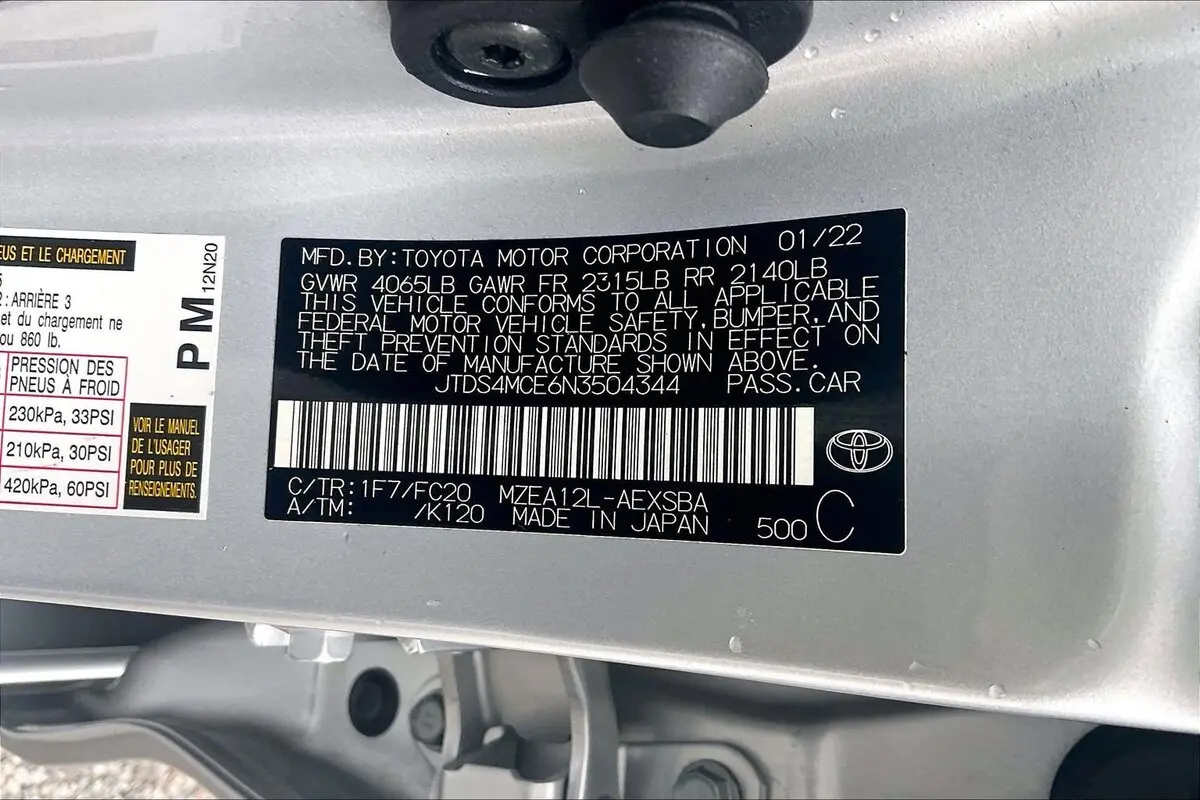 EUS ET LE CHARGEMENT
5
2 : ARRIÈRE 3
et du chargement ne
ou 860 lb.
PRESSION DES
PNEUS À FROID
230kPa, 33PSI
210kPa, 30PSI
420kPa, 60PSI
VOIR LE MANUEL
DE L'USAGER
POUR PLUS DE
RENSEIGNEMENTS.
PM 12N20
MFD. BY: TOYOTA MOTOR CORPORATION 01/22
GVWR 4065LB GAWR FR 2315LB RR 2140LB
THIS VEHICLE CONFORMS TO ALL APPLICABLE
FEDERAL MOTOR VEHICLE SAFETY, BUMPER, AND
THEFT PREVENTION STANDARDS IN EFFECT ON
THE DATE OF MANUFACTURE SHOWN ABOVE.
JTDS4MCE6N3504344 PASS. CAR
C/TR: 1F7/FC20 MZEA12L-AEXSBA
A/TM: /K120 MADE IN JAPAN 500 C